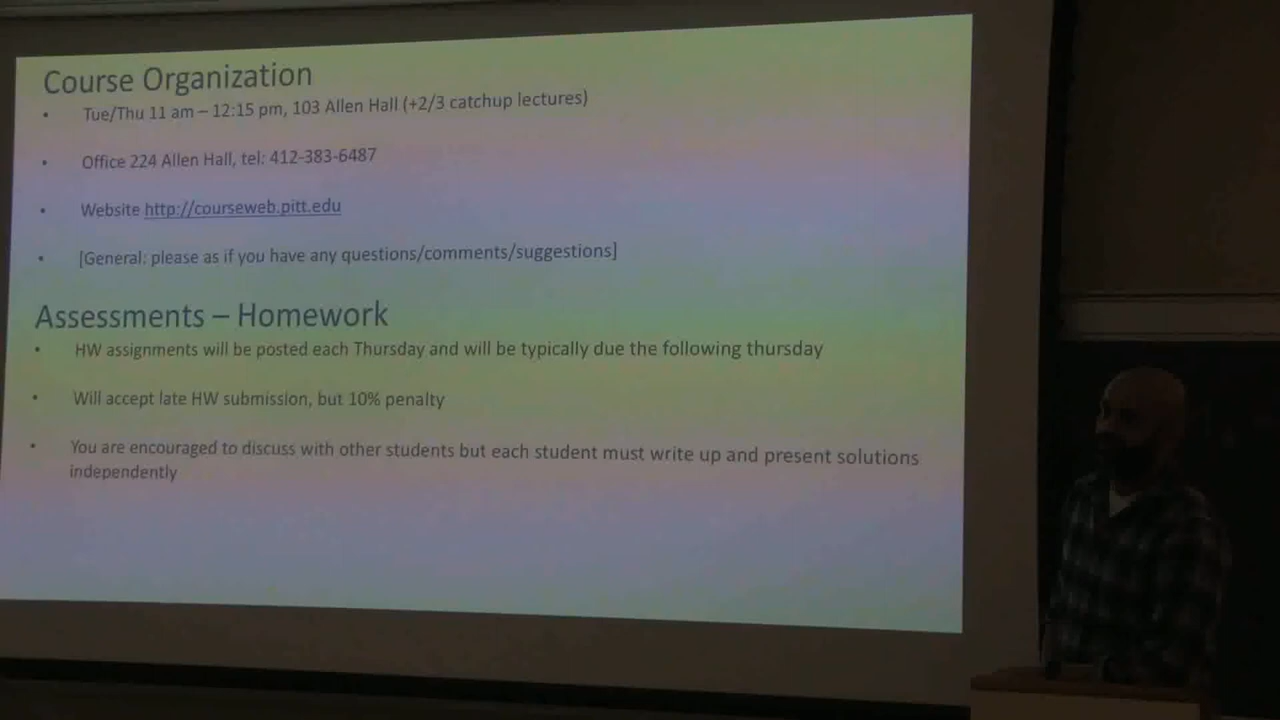 Course Organization
• Tue/Thu 11 am – 12:15 pm, 103 Allen Hall (+2/3 catchup lectures)
• Office 224 Allen Hall, tel: 412-383-6487
• Website http://courseweb.pitt.edu
• [General: please as if you have any questions/comments/suggestions]
Assessments – Homework
• HW assignments will be posted each Thursday and will be typically due the following thursday
• Will accept late HW submission, but 10% penalty
• You are encouraged to discuss with other students but each student must write up and present solutions
independently